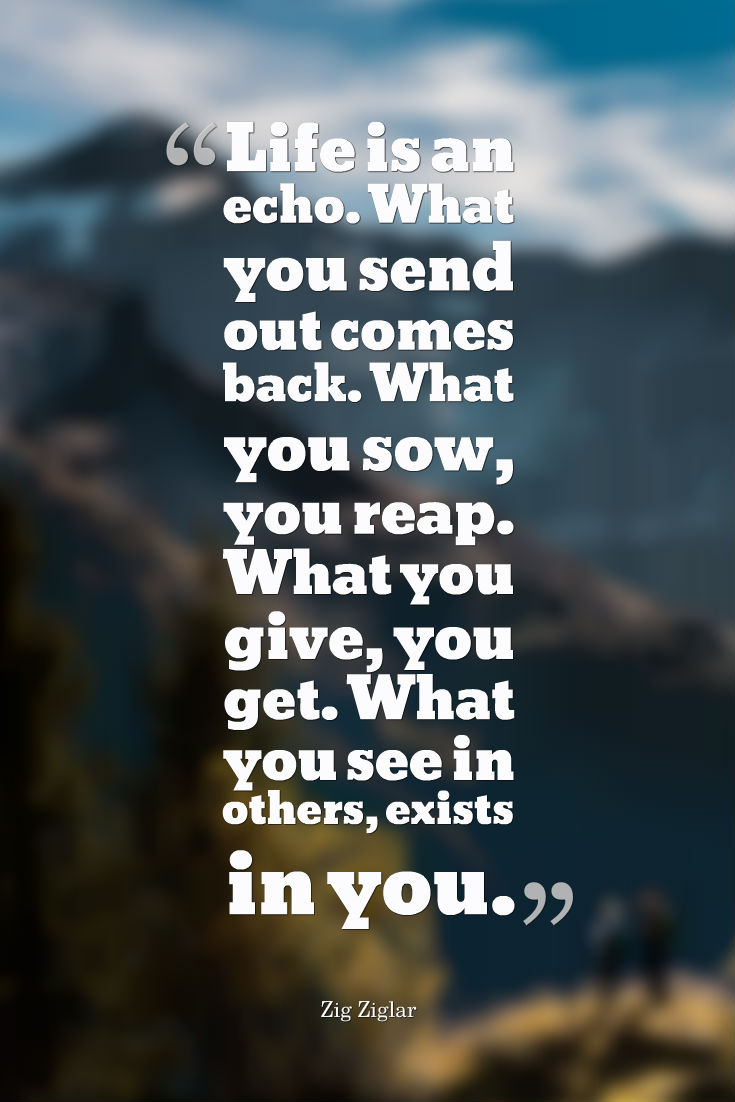 “Life is an
echo. What
you send
out comes
back. What
you sow,
you reap.
What you
give, you
get. What
you see in
others, exists
in you.”
Zig Ziglar